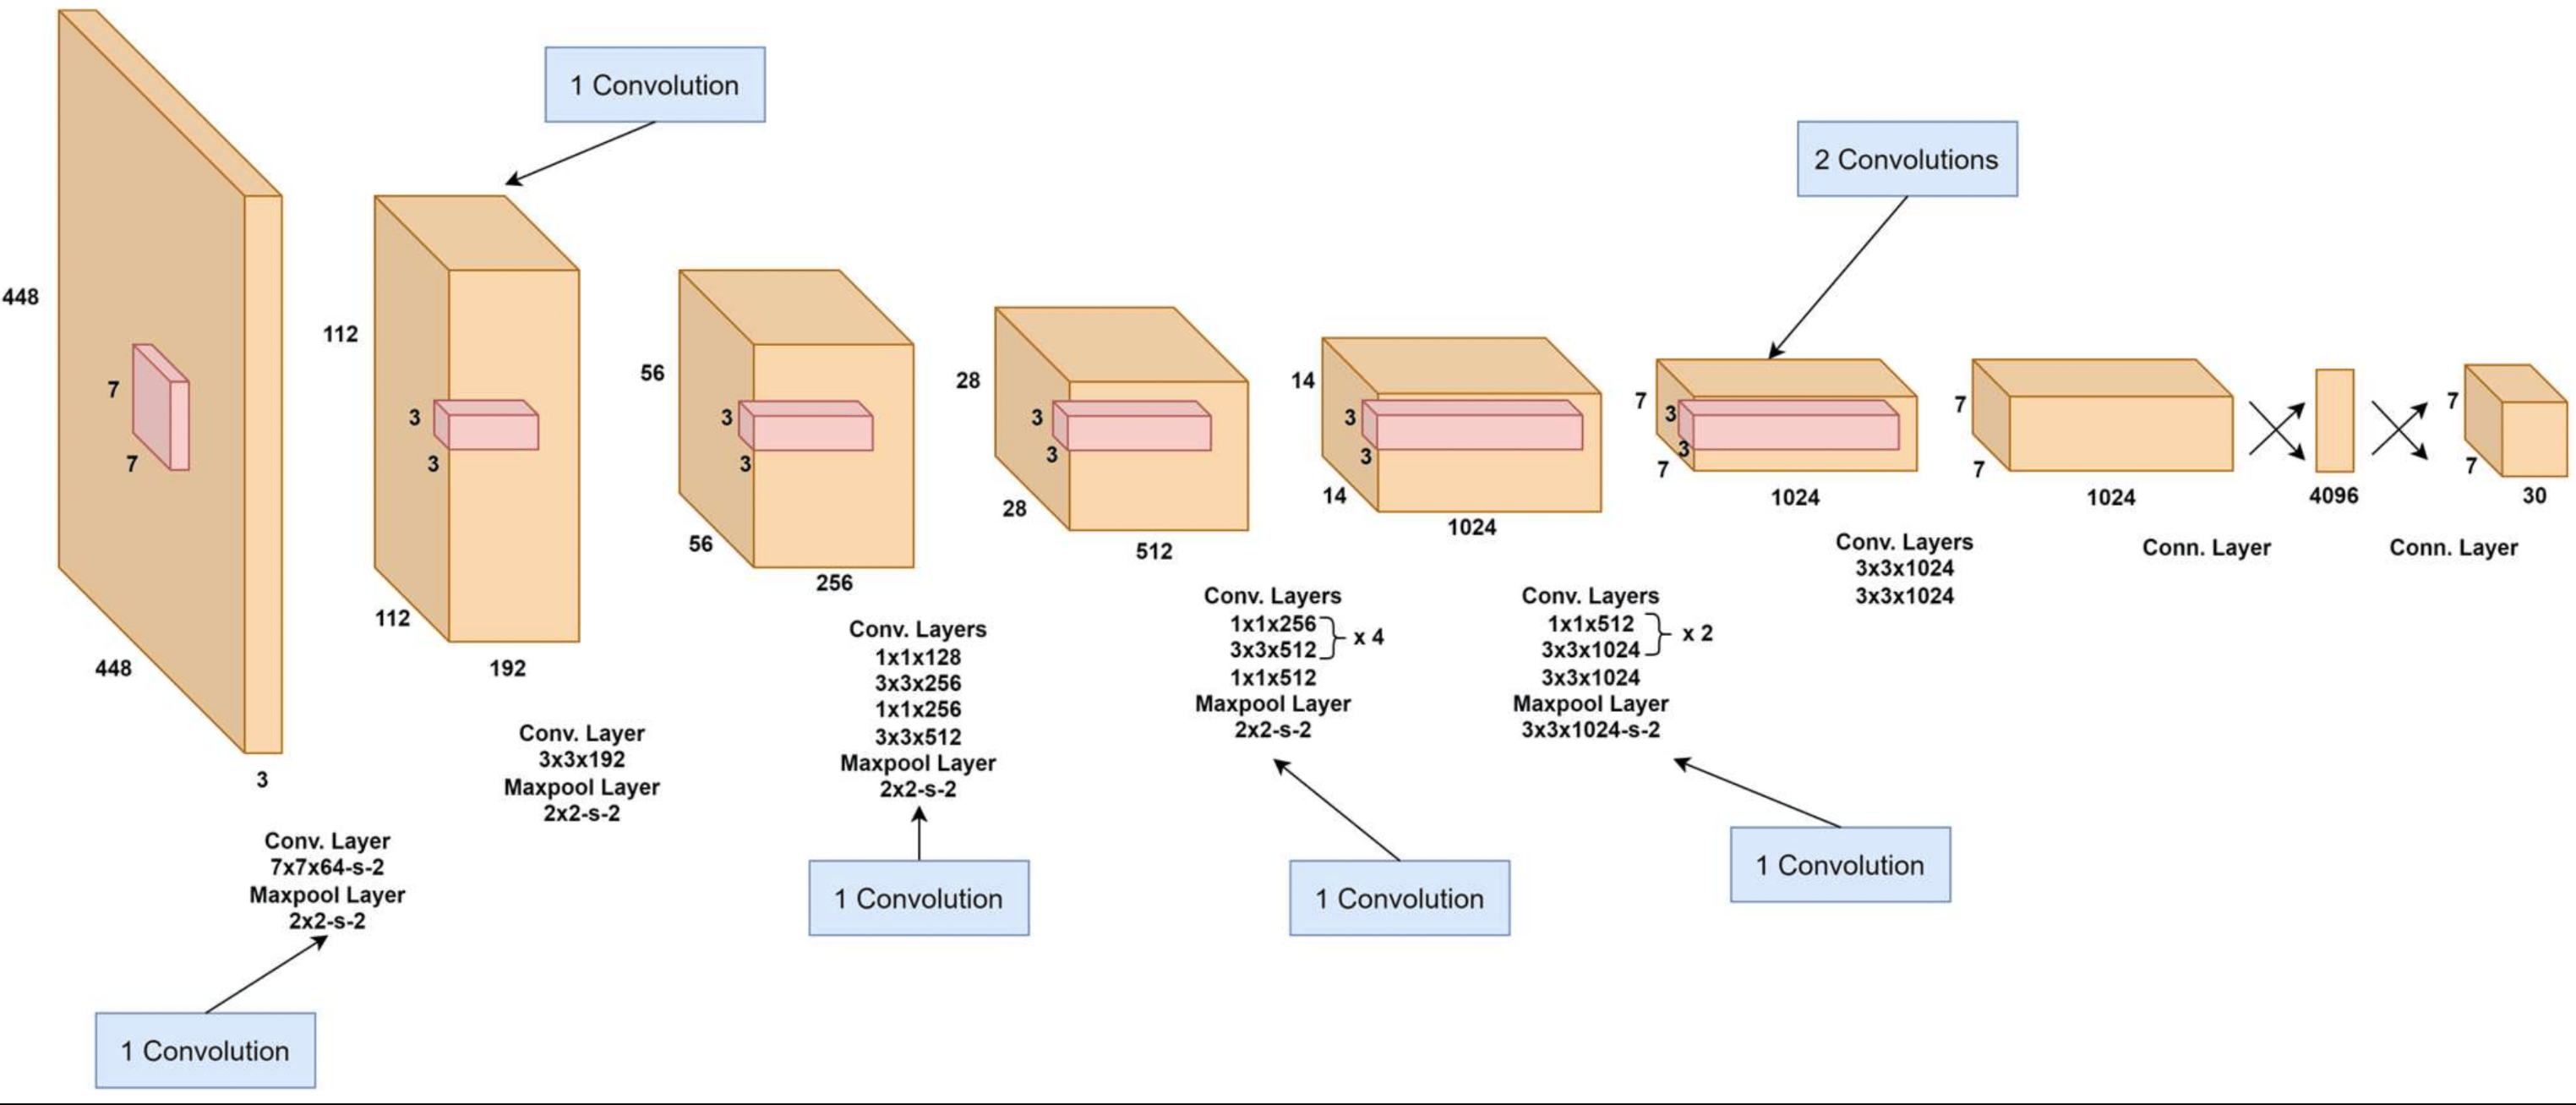 1 Convolution
2 Convolutions
448
7
7
448
3
112
3
3
112
192
56
3
3
56
256
28
3
3
28
512
14
3
3
14
1024
7
3
3
7
1024
7
7
1024
4096
7
7
30
Conv. Layer
7x7x64-s-2
Maxpool Layer
2x2-s-2
Conv. Layer
3x3x192
Maxpool Layer
2x2-s-2
Conv. Layers
1x1x128
3x3x256
1x1x256
3x3x512
Maxpool Layer
2x2-s-2
Conv. Layers
1x1x256
3x3x512
x 4
1x1x512
Maxpool Layer
2x2-s-2
Conv. Layers
1x1x512
3x3x1024
x 2
3x3x1024
Maxpool Layer
3x3x1024-s-2
Conv. Layers
3x3x1024
3x3x1024
Conn. Layer
Conn. Layer
1 Convolution
1 Convolution
1 Convolution
1 Convolution